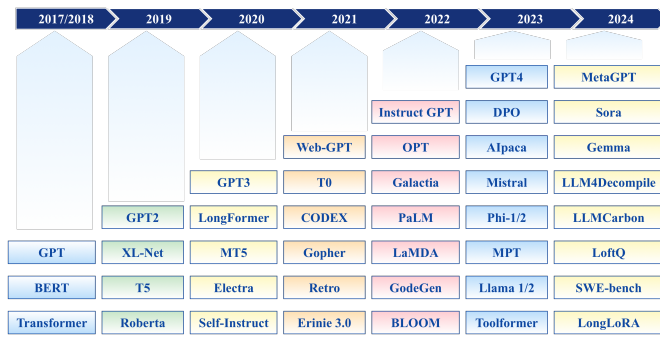 2017/2018 2019 2020 2021 2022 2023 2024
GPT4 MetaGPT
Instruct GPT DPO Sora
Web-GPT OPT AIpaca Gemma
GPT3 T0 Galactia Mistral LLM4Decompile
GPT2 LongFormer CODEX PaLM Phi-1/2 LLMCarbon
GPT XL-Net MT5 Gopher LaMDA MPT LoftQ
BERT T5 Electra Retro GodeGen Llama 1/2 SWE-bench
Transformer Roberta Self-Instruct Erinie 3.0 BLOOM Toolformer LongLoRA